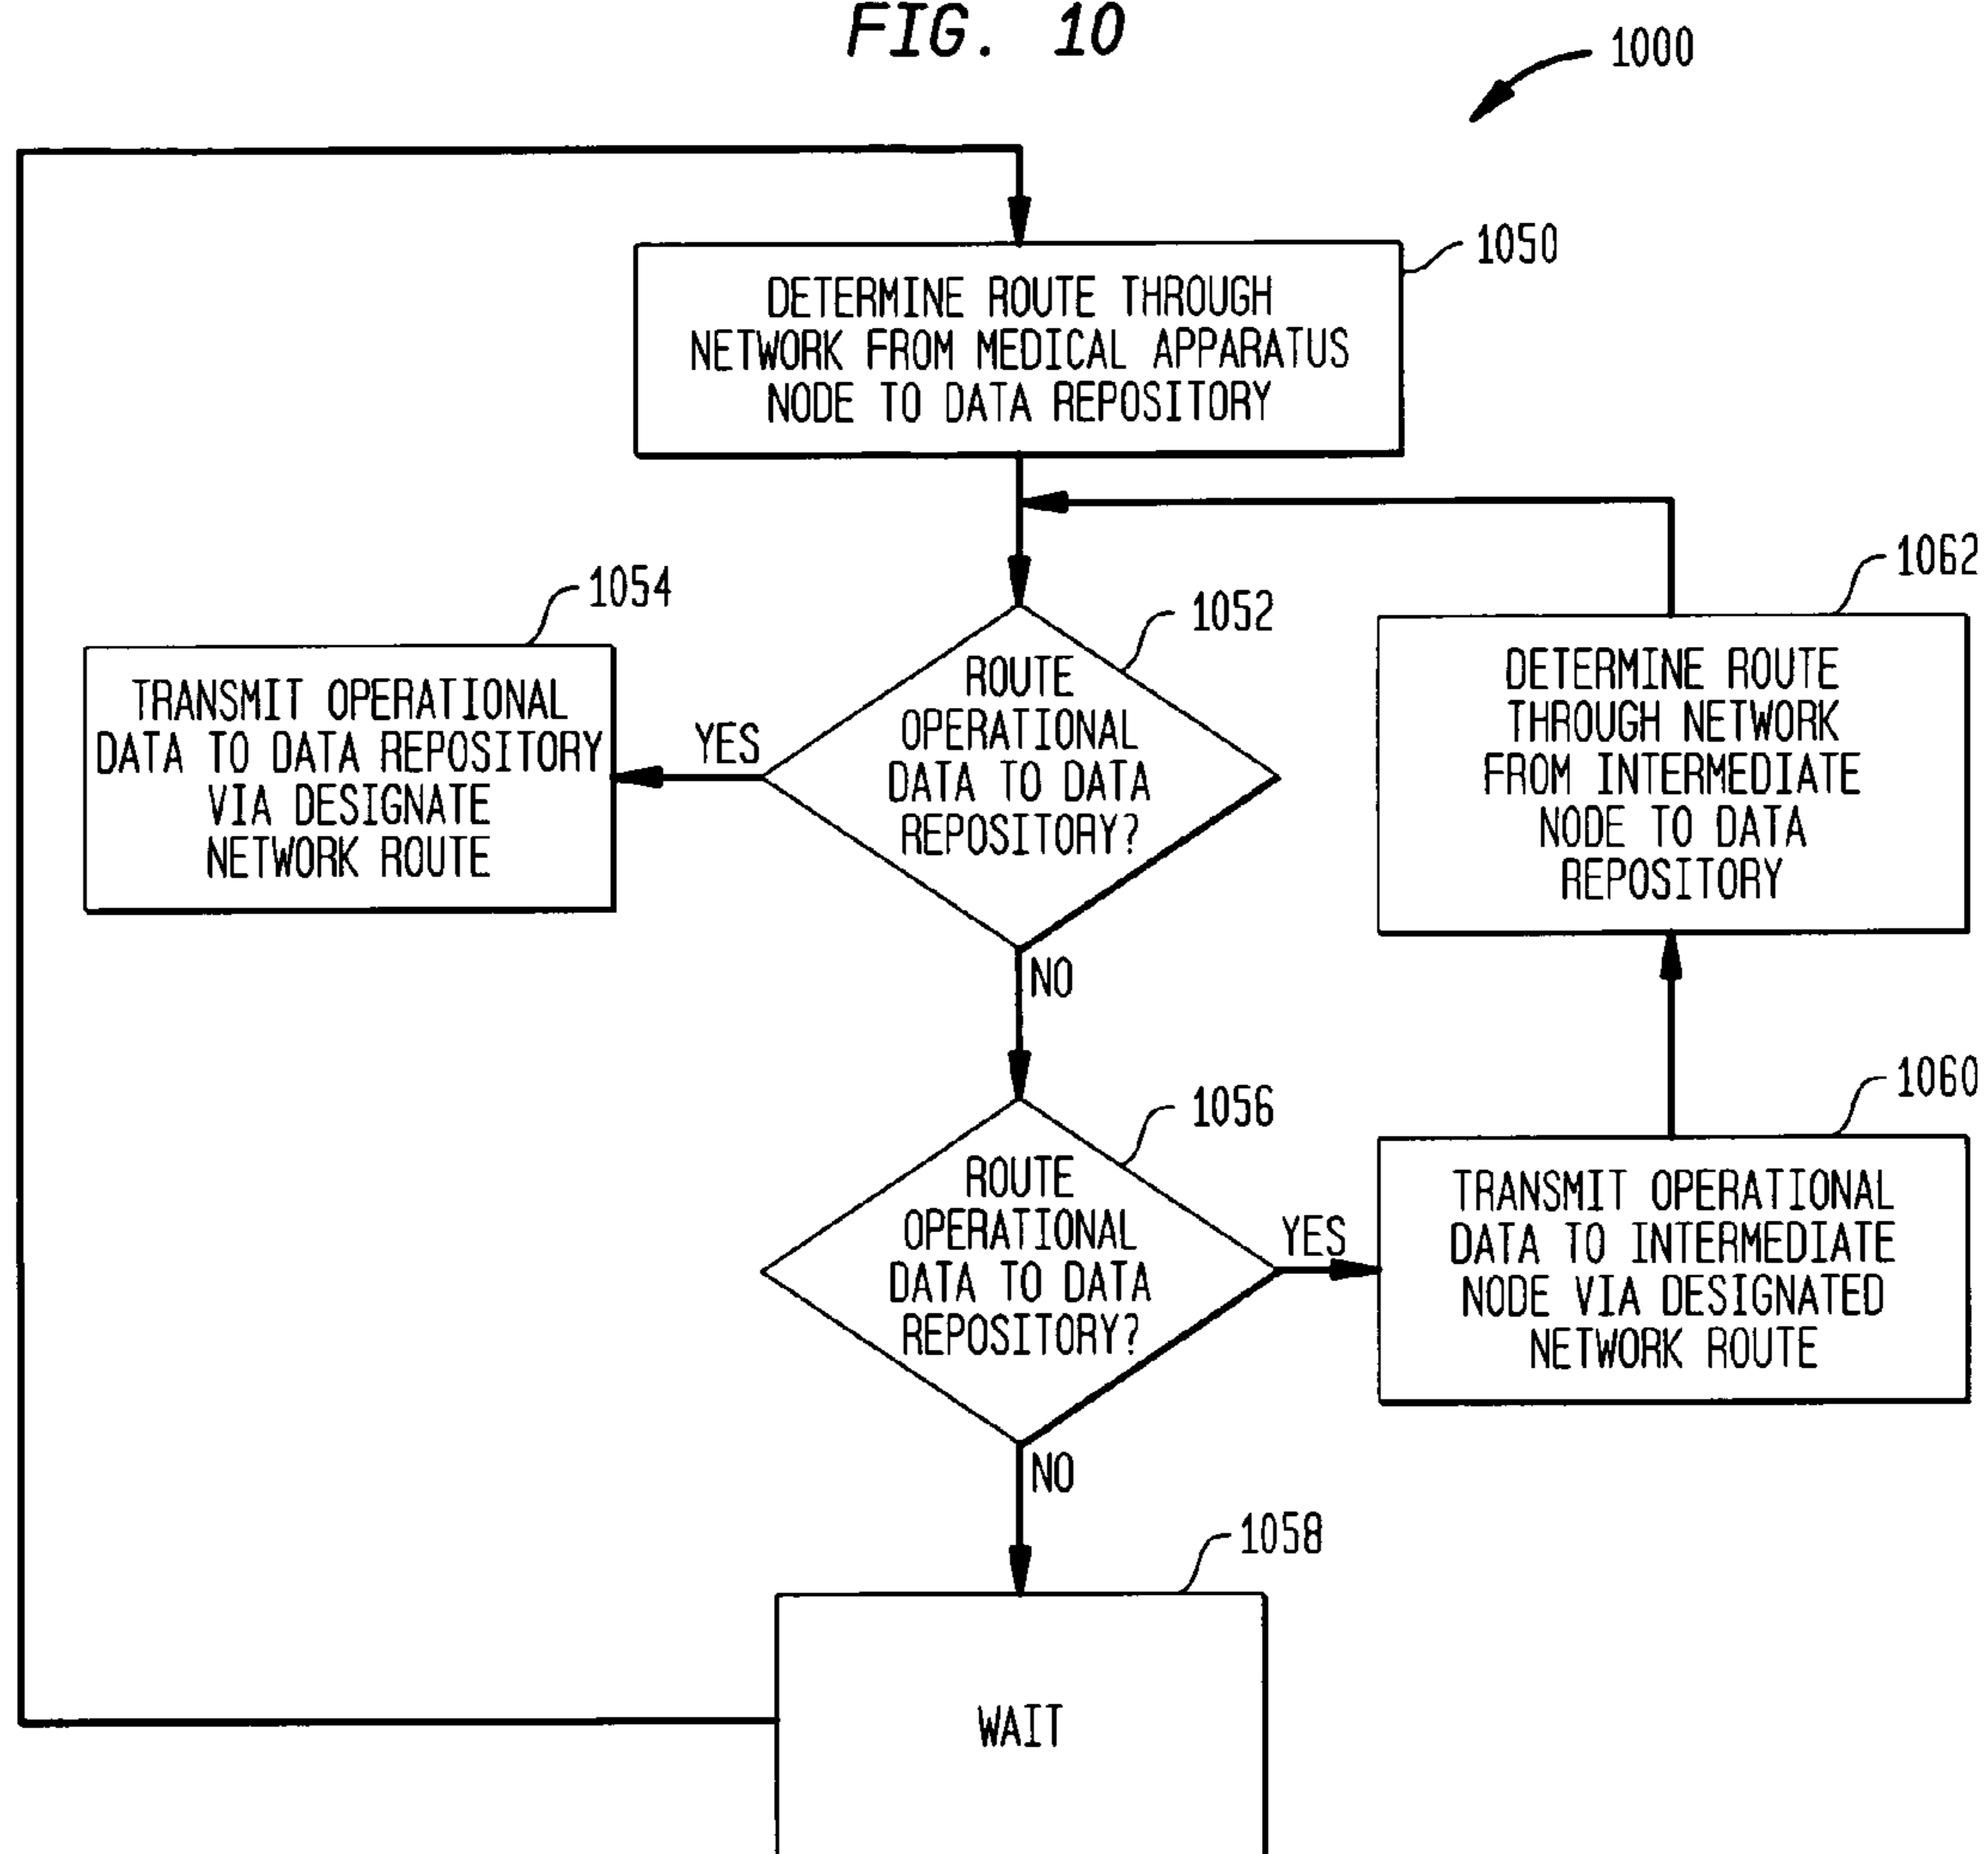 FIG. 10
1000
1050
DETERMINE ROUTE THROUGH
NETWORK FROM MEDICAL APPARATUS
NODE TO DATA REPOSITORY
1062
1054
1052
DETERMINE ROUTE
THROUGH NETWORK
FROM INTERMEDIATE
NODE TO DATA
REPOSITORY
TRANSMIT OPERATIONAL
DATA TO DATA REPOSITORY
VIA DESIGNATE
NETWORK ROUTE
YES
ROUTE
OPERATIONAL
DATA TO DATA
REPOSITORY?
NO
1056
1060
ROUTE
OPERATIONAL
DATA TO DATA
REPOSITORY?
YES
TRANSMIT OPERATIONAL
DATA TO INTERMEDIATE
NODE VIA DESIGNATED
NETWORK ROUTE
NO
1058
WAIT